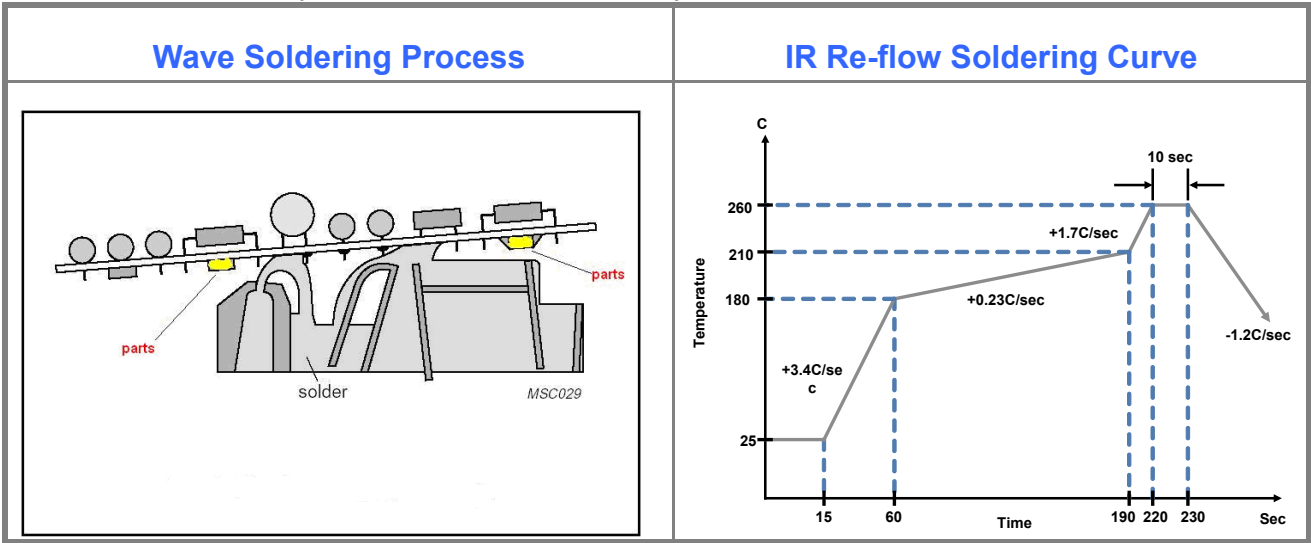 Wave Soldering Process
IR Re-flow Soldering Curve
parts
parts
solder
MSC029
C
10 sec
260
+1.7C/sec
210
180
+0.23C/sec
Temperature
-1.2C/sec
+3.4C/se
c
25
15
60
Time
190
220
230
Sec